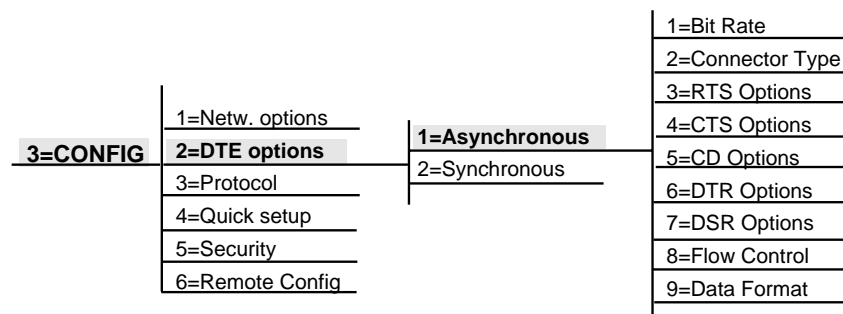 3=CONFIG
1=Netw. options
2=DTE options
3=Protocol
4=Quick setup
5=Security
6=Remote Config
1=Asynchronous
2=Synchronous
1=Bit Rate
2=Connector Type
3=RTS Options
4=CTS Options
5=CD Options
6=DTR Options
7=DSR Options
8=Flow Control
9=Data Format